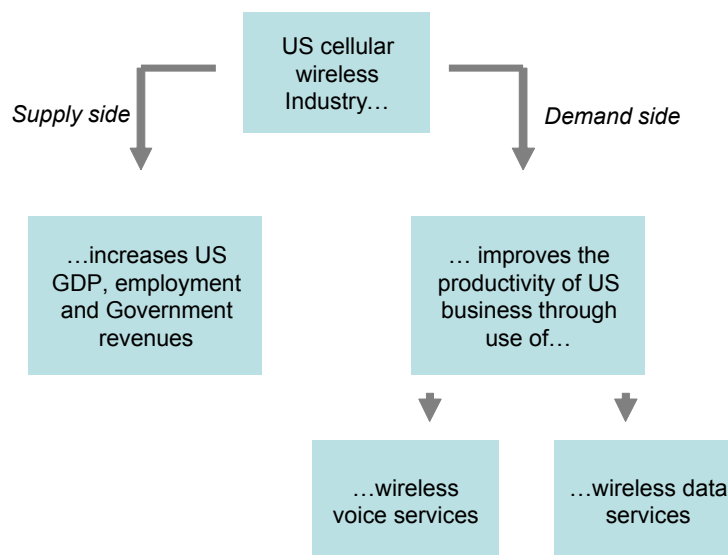 US cellular
wireless
Industry…
Supply side
Demand side
…increases US
GDP, employment
and Government
revenues
… improves the
productivity of US
business through
use of…
…wireless
voice services
…wireless data
services